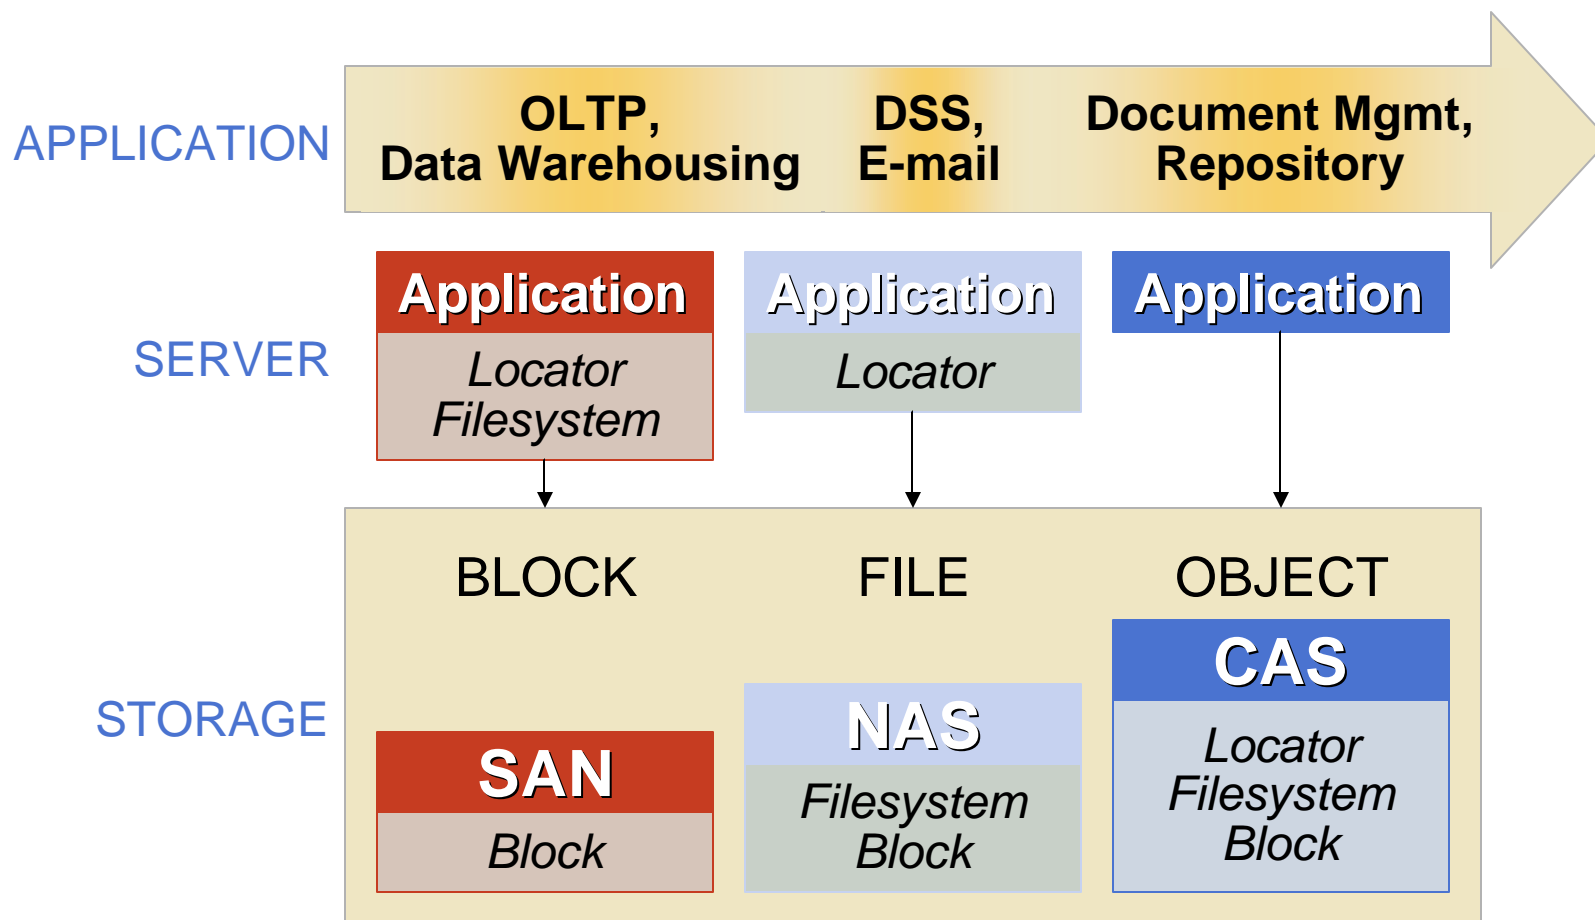 APPLICATION
OLTP,
Data Warehousing
DSS,
E-mail
Document Mgmt,
Repository
SERVER
Application
Locator
Filesystem
Application
Locator
Application
STORAGE
BLOCK
FILE
OBJECT
SAN
Block
NAS
Filesystem
Block
CAS
Locator
Filesystem
Block